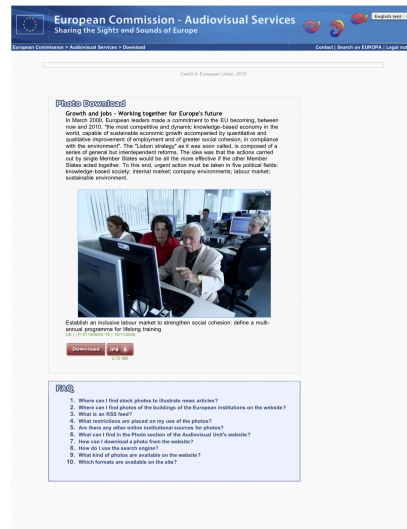 European Commission - Audiovisual Services
Sharing the Sights and Sounds of Europe
English (en)
European Commission > Audiovisual Services > Download
Contact | Search on EUROPA | Legal not
Credit © European Union, 2010
Photo Download
Growth and jobs - Working together for Europe's future
In March 2000, European leaders made a commitment to the EU becoming, between
now and 2010, "the most competitive and dynamic knowledge-based economy in the
world, capable of sustainable economic growth accompanied by quantitative and
qualitative improvement of employment and of greater social cohesion, in compliance
with the environment". The "Lisbon strategy" as it was soon called, is composed of a
series of general but interdependent reforms. The idea was that the actions carried
out by single Member States would be all the more effective if the other Member
States acted together. To this end, urgent action must be taken in five political fields:
knowledge-based society; internal market; company environments; labour market;
sustainable environment.
Establish an inclusive labour market to strengthen social cohesion: define a multi-
annual programme for lifelong training
Download
JPG
2.72 MB
FAQ
1. Where can I find stock photos to illustrate news articles?
2. Where can I find photos of the buildings of the European institutions on the website?
3. What is an RSS feed?
4. What restrictions are placed on my use of the photos?
5. Are there any other online institutional sources for photos?
6. What can I find in the Photo section of the Audiovisual Unit's website?
7. How can I download a photo from the website?
8. How do I use the search engine?
9. What kind of photos are available on the website?
10. Which formats are available on the site?